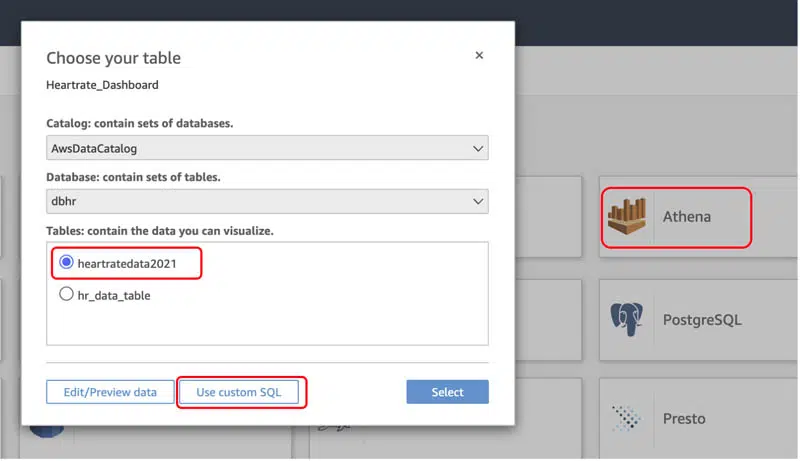 Choose your table
Heartrate_Dashboard
Catalog: contain sets of databases.
AwsDataCatalog
Database: contain sets of tables.
dbhr
Tables: contain the data you can visualize.
heartratedata2021
hr_data_table
Edit/Preview data
Use custom SQL
Select
Athena
PostgreSQL
Presto